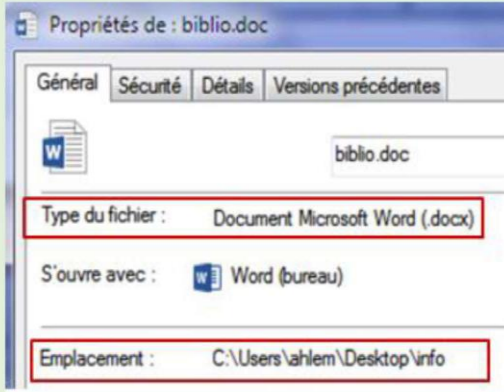 Propriétés de : biblio.doc
Général Sécurité Détails Versions précédentes
biblio.doc
Type du fichier : Document Microsoft Word (.docx)
S'ouvre avec : Word (bureau)
Emplacement : C:\Users\ahlem\Desktop\info